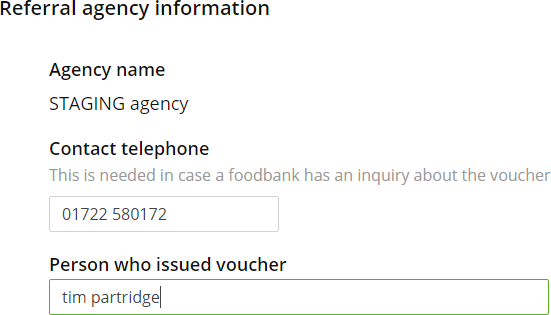 Referral agency information
Agency name
STAGING agency
Contact telephone
This is needed in case a foodbank has an inquiry about the voucher
01722 580172
Person who issued voucher
tim partridge